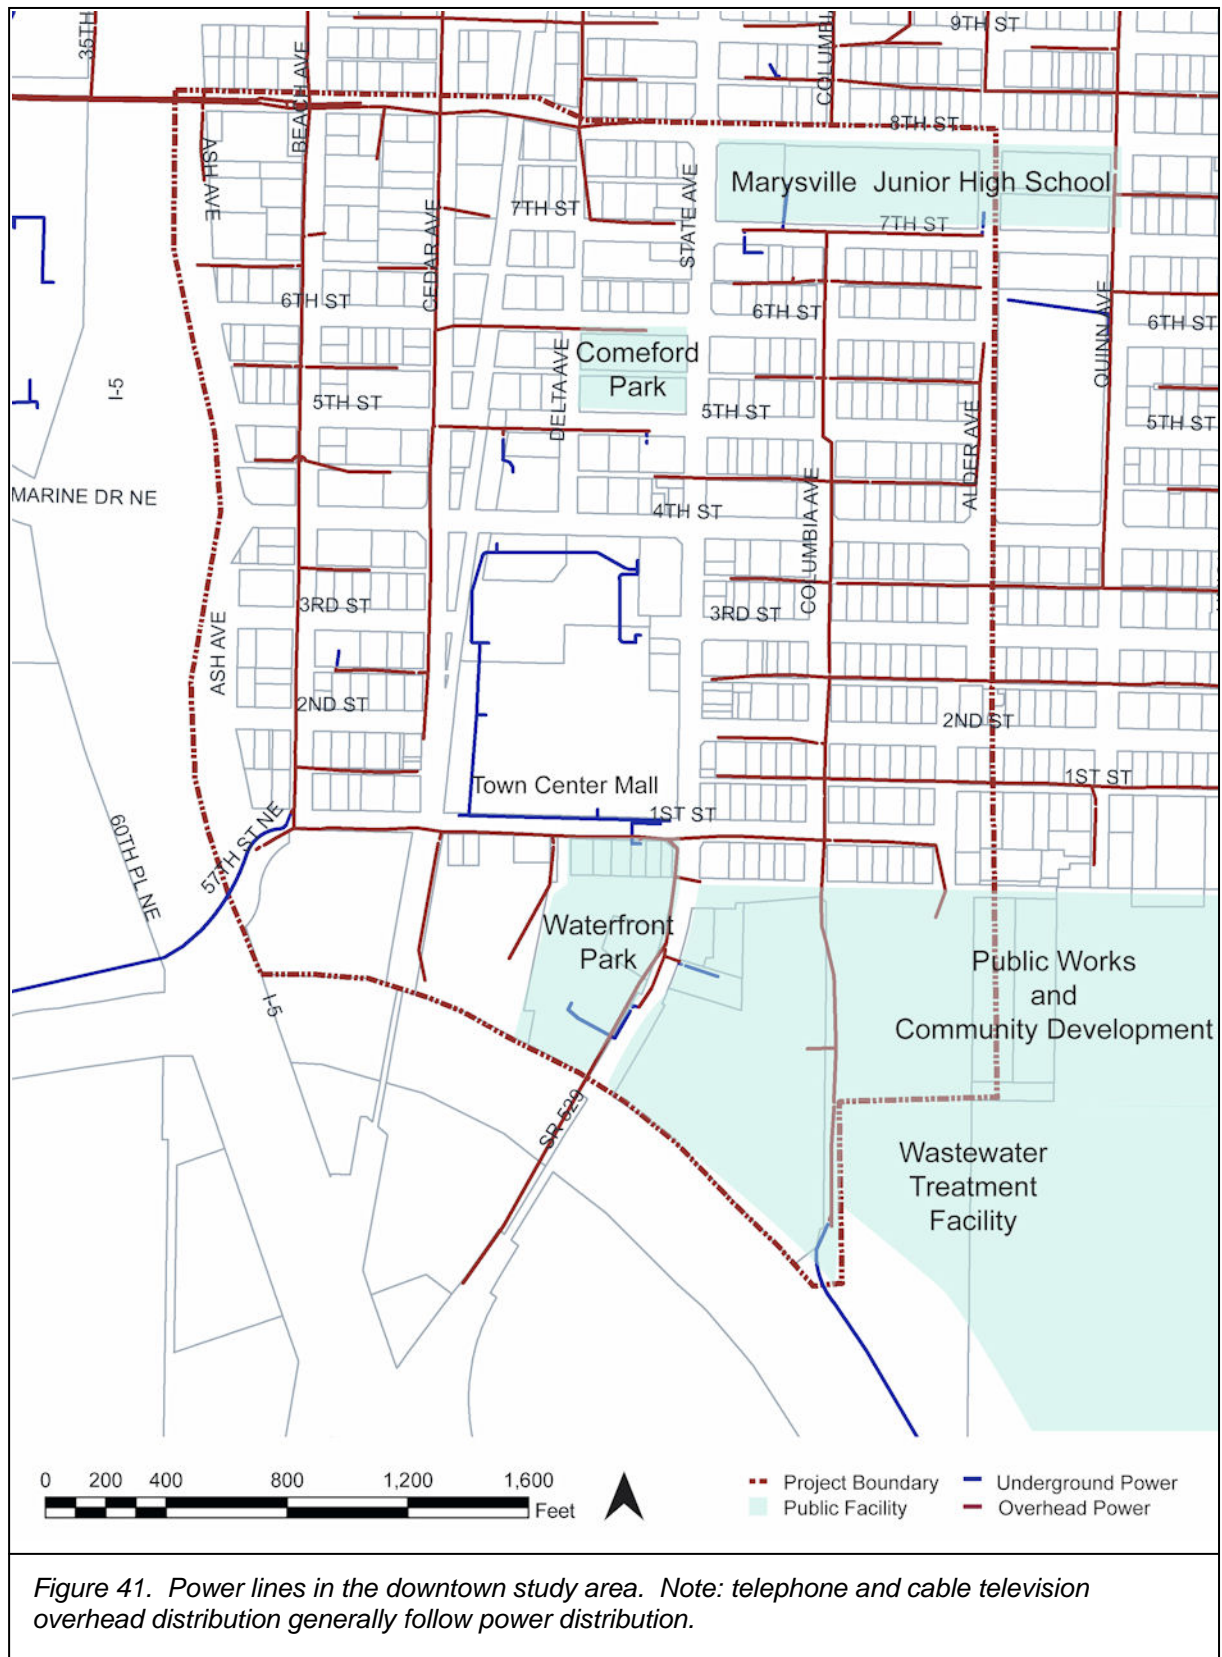 35TH
BEACH AVE
COLUMBI
9TH ST
8TH ST
ASH AVE
Marysville Junior High School
7TH ST
STATE AVE
7TH ST
CEDAR AVE
6TH ST
6TH ST
QUINN AVE
6TH ST
Comeford
Park
DELTA AVE
I-5
5TH ST
5TH ST
ALDER AVE
5TH ST
MARINE DR NE
4TH ST
COLUMBIA AVE
3RD ST
3RD ST
ASH AVE
2ND ST
2ND ST
Town Center Mall
1ST ST
1ST ST
57TH ST NE
60TH PL NE
Waterfront
Park
Public Works
and
Community Development
I-5
SR 529
Wastewater
Treatment
Facility
0 200 400 800 1,200 1,600
Feet
Project Boundary
Underground Power
Public Facility
Overhead Power
Figure 41. Power lines in the downtown study area. Note: telephone and cable television
overhead distribution generally follow power distribution.